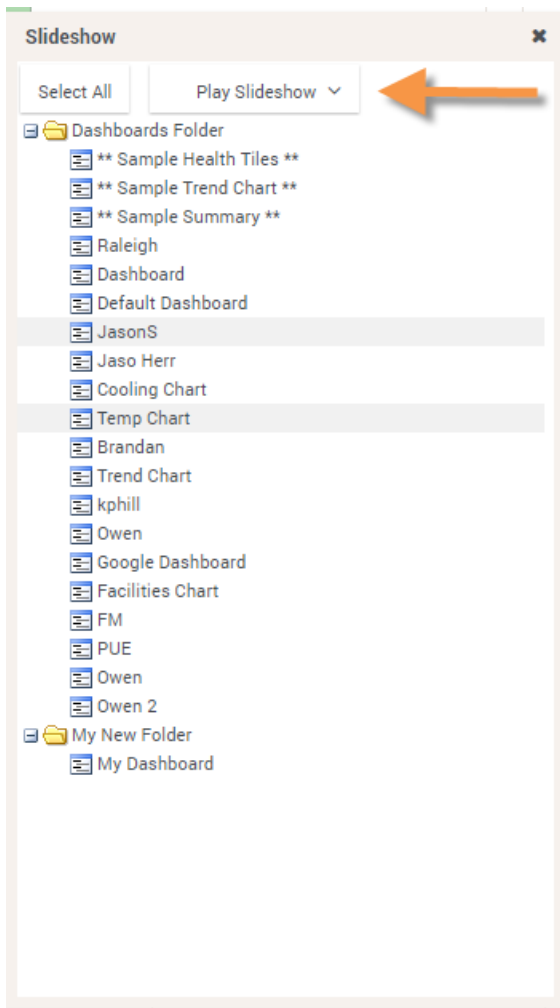 Slideshow
Select All
Play Slideshow
Dashboards Folder
** Sample Health Tiles **
** Sample Trend Chart **
** Sample Summary **
Raleigh
Dashboard
Default Dashboard
JasonS
Jaso Herr
Cooling Chart
Temp Chart
Brandan
Trend Chart
kphill
Owen
Google Dashboard
Facilities Chart
FM
PUE
Owen
Owen 2
My New Folder
My Dashboard